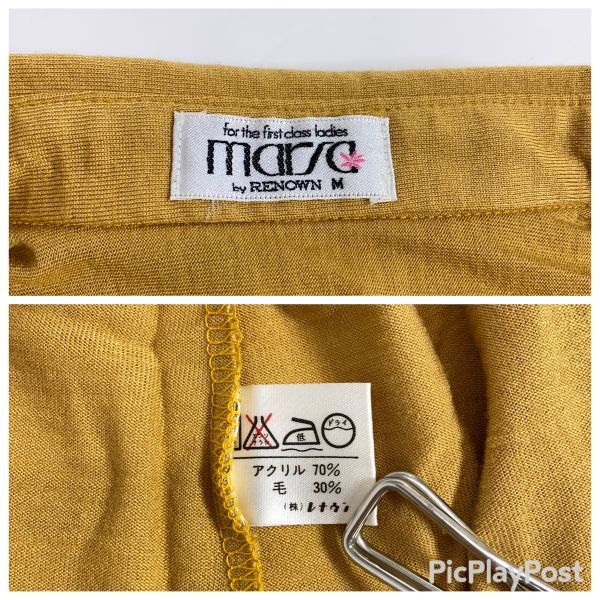 for the first class ladies
marsa
by RENOWN M
低
ドライ
アクリル 70%
毛 30%
(株)レナウン
PicPlayPost